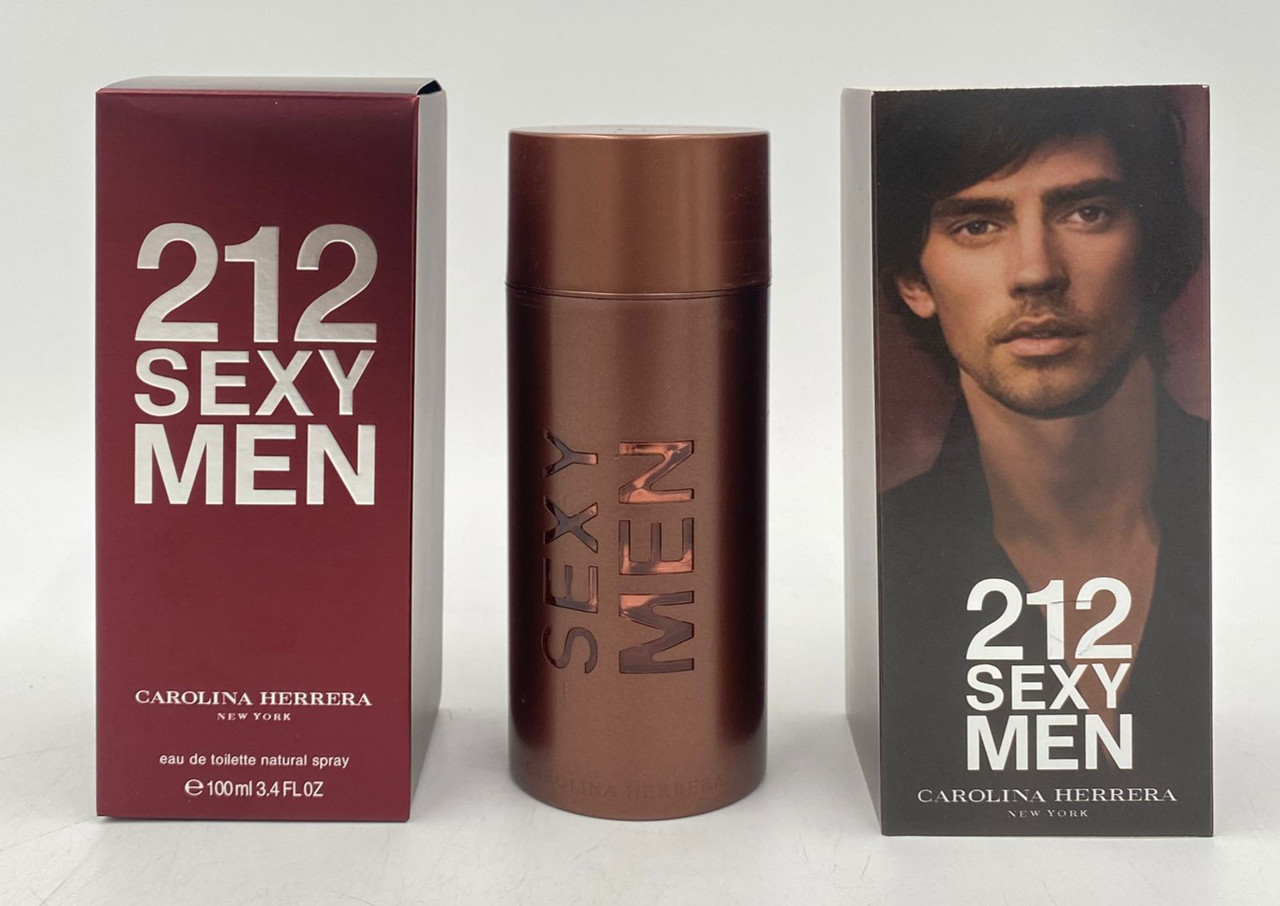 212
SEXY
MEN
CAROLINA HERRERA
NEW YORK
eau de toilette natural spray
℮ 100 ml 3.4 FL OZ
SEXY
MEN
CAROLINA HERRERA
212
SEXY
MEN
CAROLINA HERRERA
NEW YORK